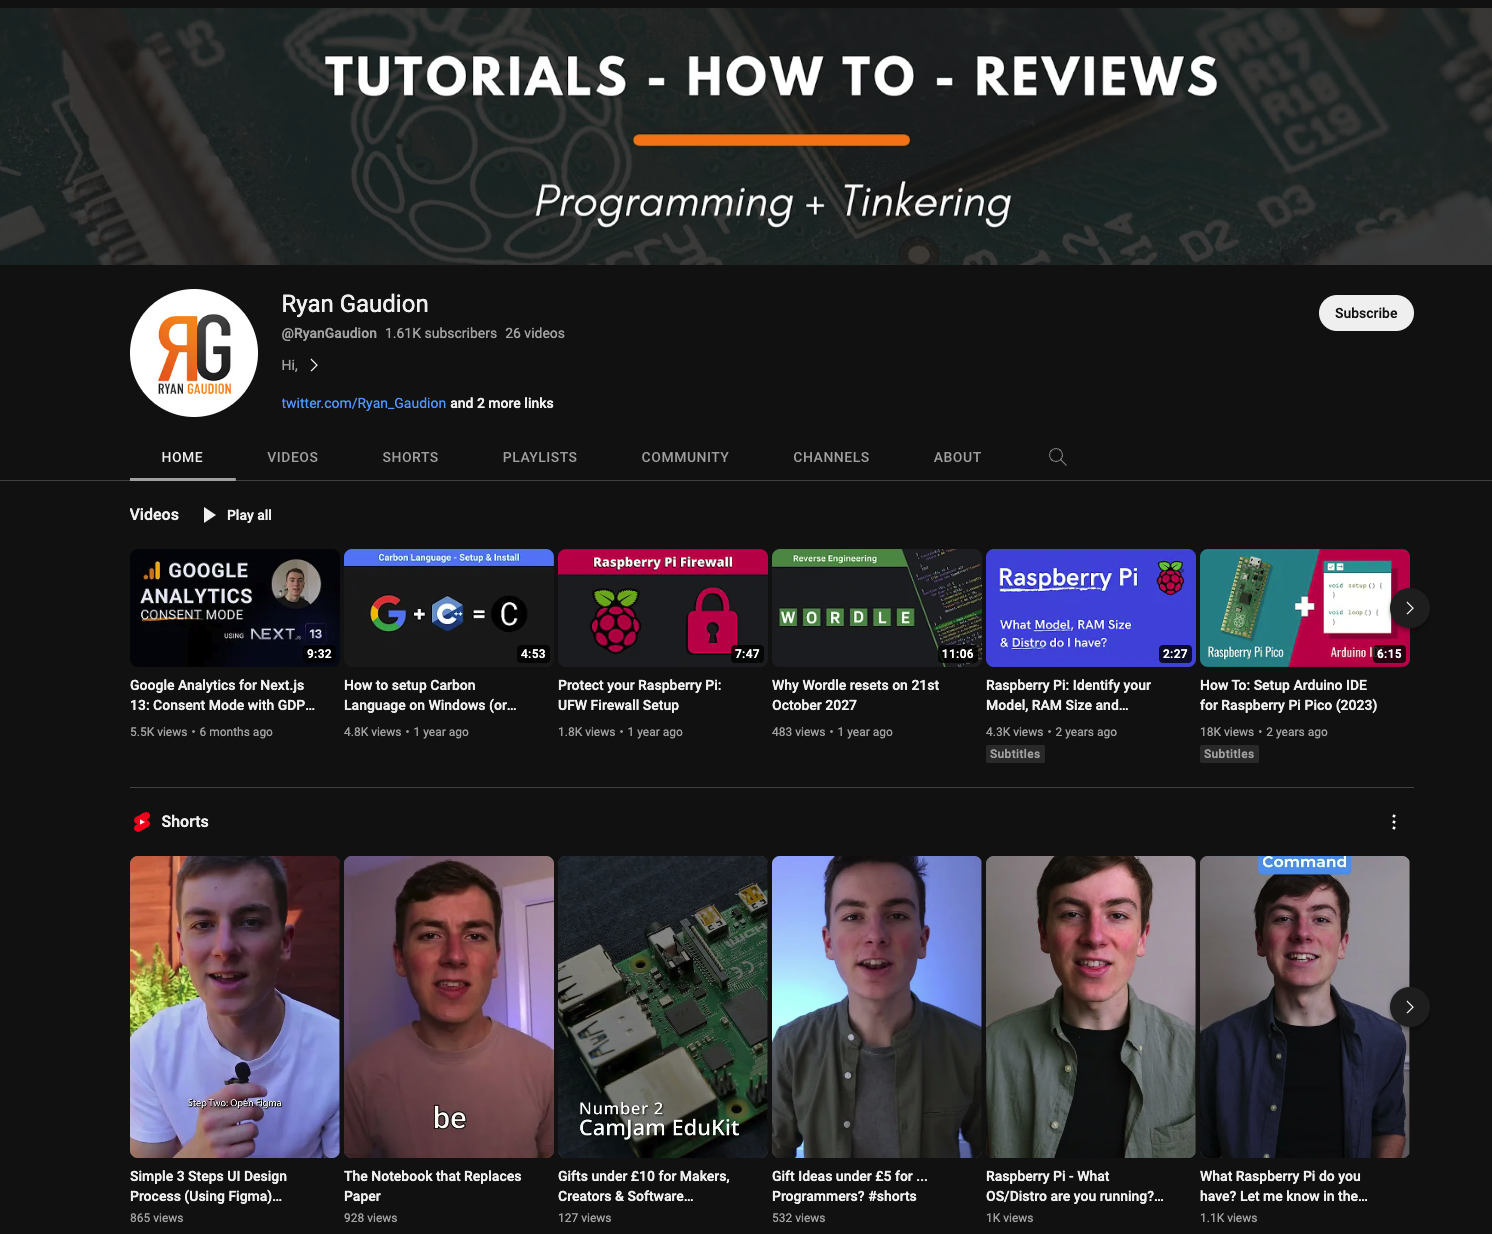 TUTORIALS - HOW TO - REVIEWS
Programming + Tinkering
R16
R17
R18
C19
D2
D3
RG
RYAN GAUDION
Ryan Gaudion
@RyanGaudion 1.61K subscribers 26 videos
Hi,
twitter.com/Ryan_Gaudion and 2 more links
Subscribe
HOME VIDEOS SHORTS PLAYLISTS COMMUNITY CHANNELS ABOUT
Videos Play all
GOOGLE
ANALYTICS
CONSENT MODE
USING NEXT.JS 13
9:32
Google Analytics for Next.js
13: Consent Mode with GDP...
5.5K views • 6 months ago
Carbon Language - Setup & Install
G + C++ = C
4:53
How to setup Carbon
Language on Windows (or...
4.8K views • 1 year ago
Raspberry Pi Firewall
7:47
Protect your Raspberry Pi:
UFW Firewall Setup
1.8K views • 1 year ago
Reverse Engineering
WORDLE
11:06
Why Wordle resets on 21st
October 2027
483 views • 1 year ago
Raspberry Pi
What Model, RAM Size
& Distro do I have?
2:27
Raspberry Pi: Identify your
Model, RAM Size and...
4.3K views • 2 years ago
Subtitles
void setup() {
}
void loop() {
}
Raspberry Pi Pico
Arduino I
6:15
How To: Setup Arduino IDE
for Raspberry Pi Pico (2023)
18K views • 2 years ago
Subtitles
Shorts
Step Two: Open Figma
Simple 3 Steps UI Design
Process (Using Figma)...
865 views
be
The Notebook that Replaces
Paper
928 views
HDMI
Number 2
CamJam EduKit
Gifts under £10 for Makers,
Creators & Software...
127 views
Gift Ideas under £5 for ...
Programmers? #shorts
532 views
Raspberry Pi - What
OS/Distro are you running?...
1K views
Command
What Raspberry Pi do you
have? Let me know in the...
1.1K views